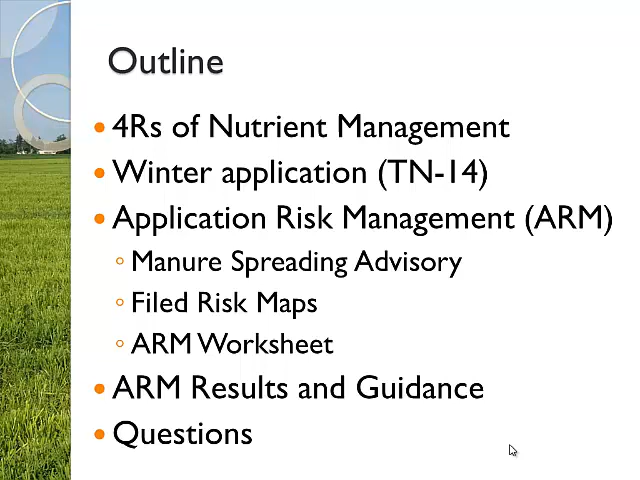 Outline
4Rs of Nutrient Management
Winter application (TN-14)
Application Risk Management (ARM)
Manure Spreading Advisory
Filed Risk Maps
ARM Worksheet
ARM Results and Guidance
Questions